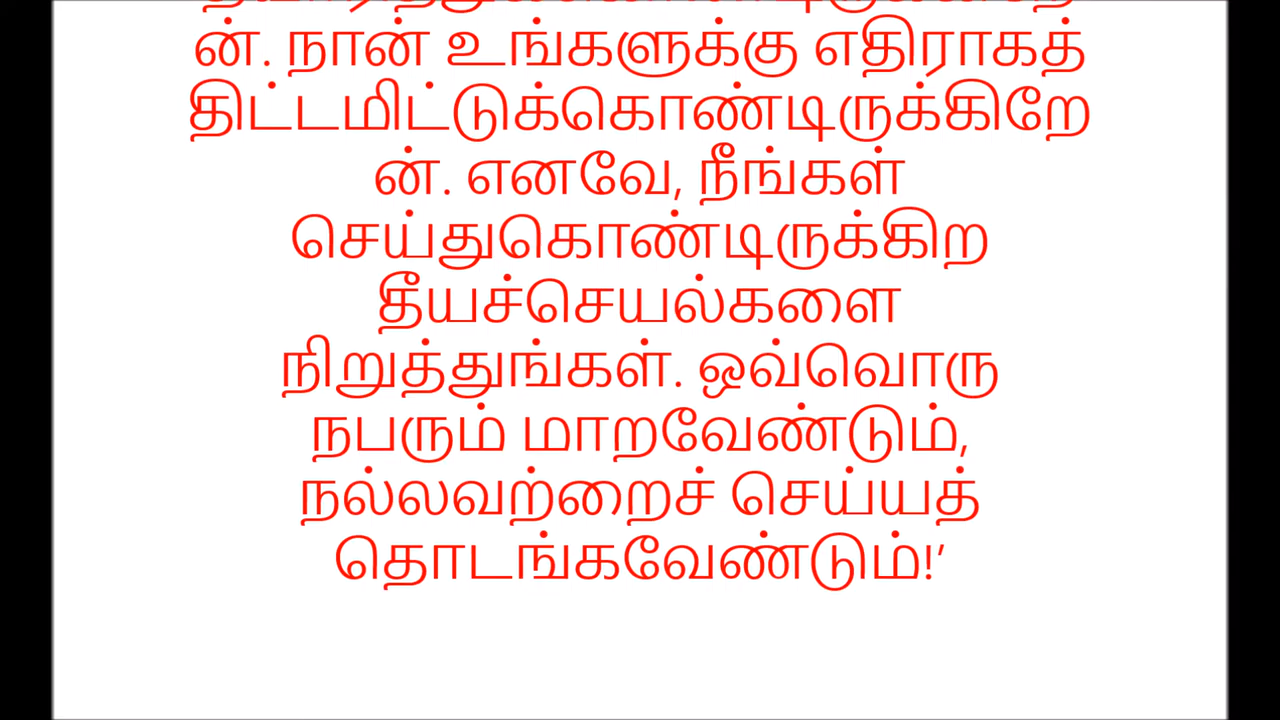 ன். நான் உங்களுக்கு எதிராகத்
திட்டமிட்டுக்கொண்டிருக்கிறே
ன். எனவே, நீங்கள்
செய்துகொண்டிருக்கிற
தீயச்செயல்களை
நிறுத்துங்கள். ஒவ்வொரு
நபரும் மாறவேண்டும்,
நல்லவற்றைச் செய்யத்
தொடங்கவேண்டும்!’